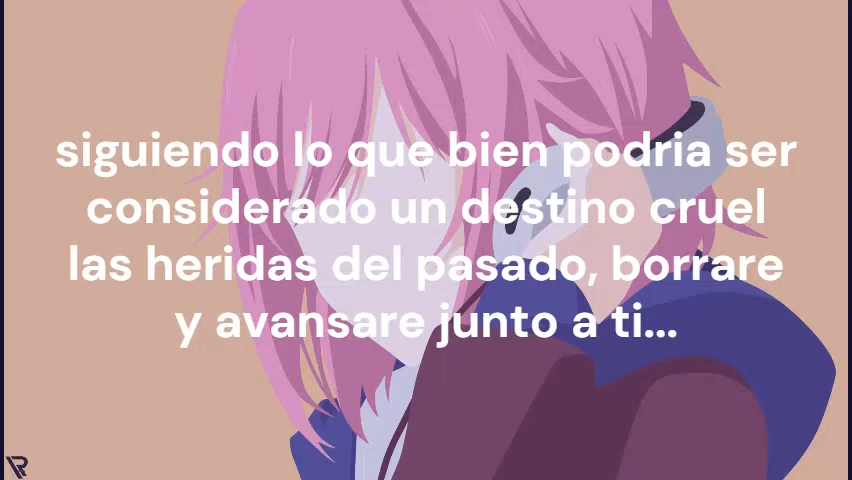 siguiendo lo que bien podria ser
considerado un destino cruel
las heridas del pasado, borrare
y avansare junto a ti...